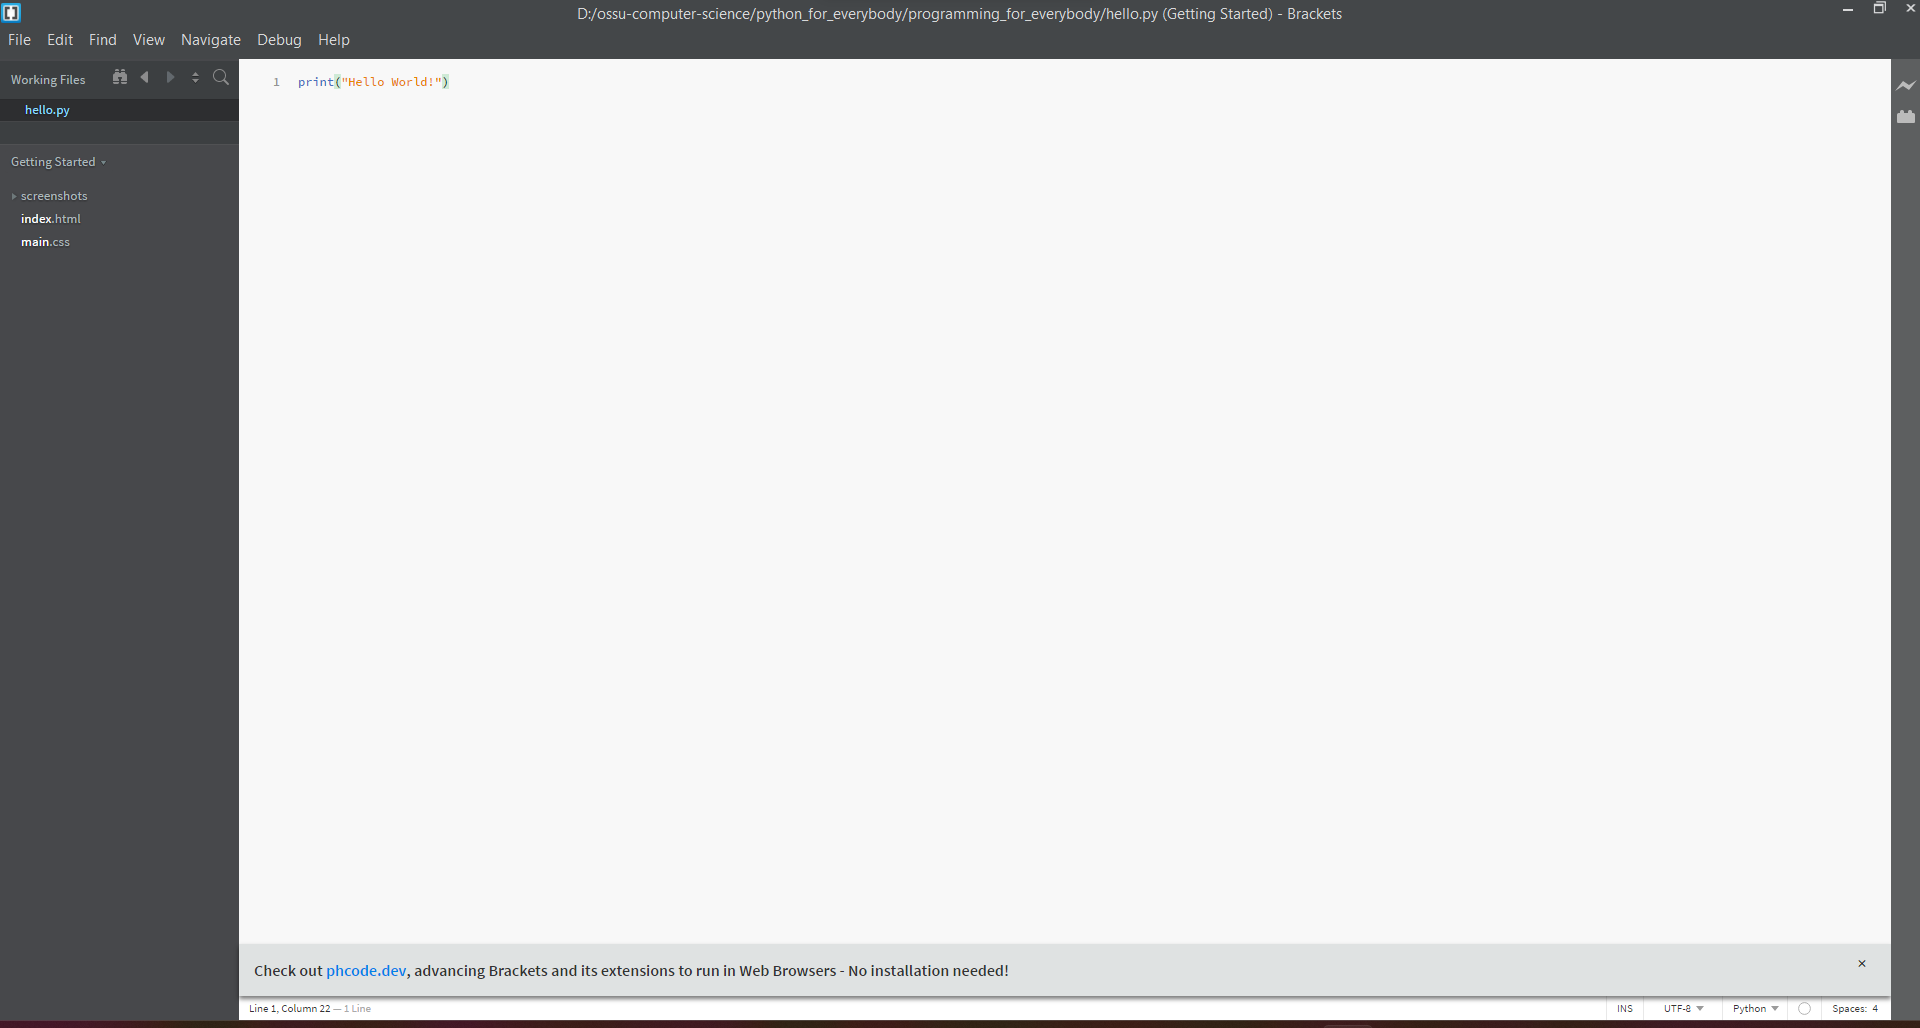 D:/ossu-computer-science/python_for_everybody/programming_for_everybody/hello.py (Getting Started) - Brackets
File Edit Find View Navigate Debug Help
Working Files
hello.py
Getting Started
screenshots
index.html
main.css
1 print("Hello World!")
Check out phcode.dev, advancing Brackets and its extensions to run in Web Browsers - No installation needed!
Line 1, Column 22 — 1 Line
INS UTF-8 Python Spaces: 4